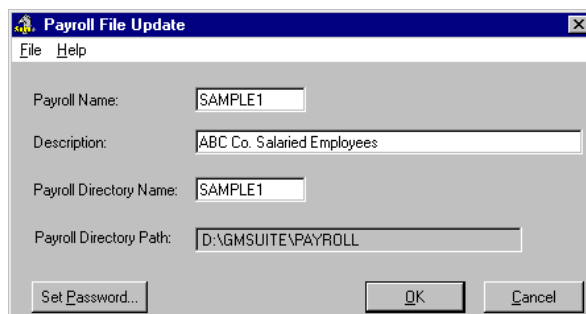 Payroll File Update
File Help
Payroll Name: SAMPLE1
Description: ABC Co. Salaried Employees
Payroll Directory Name: SAMPLE1
Payroll Directory Path: D:\GMSUITE\PAYROLL
Set Password... OK Cancel